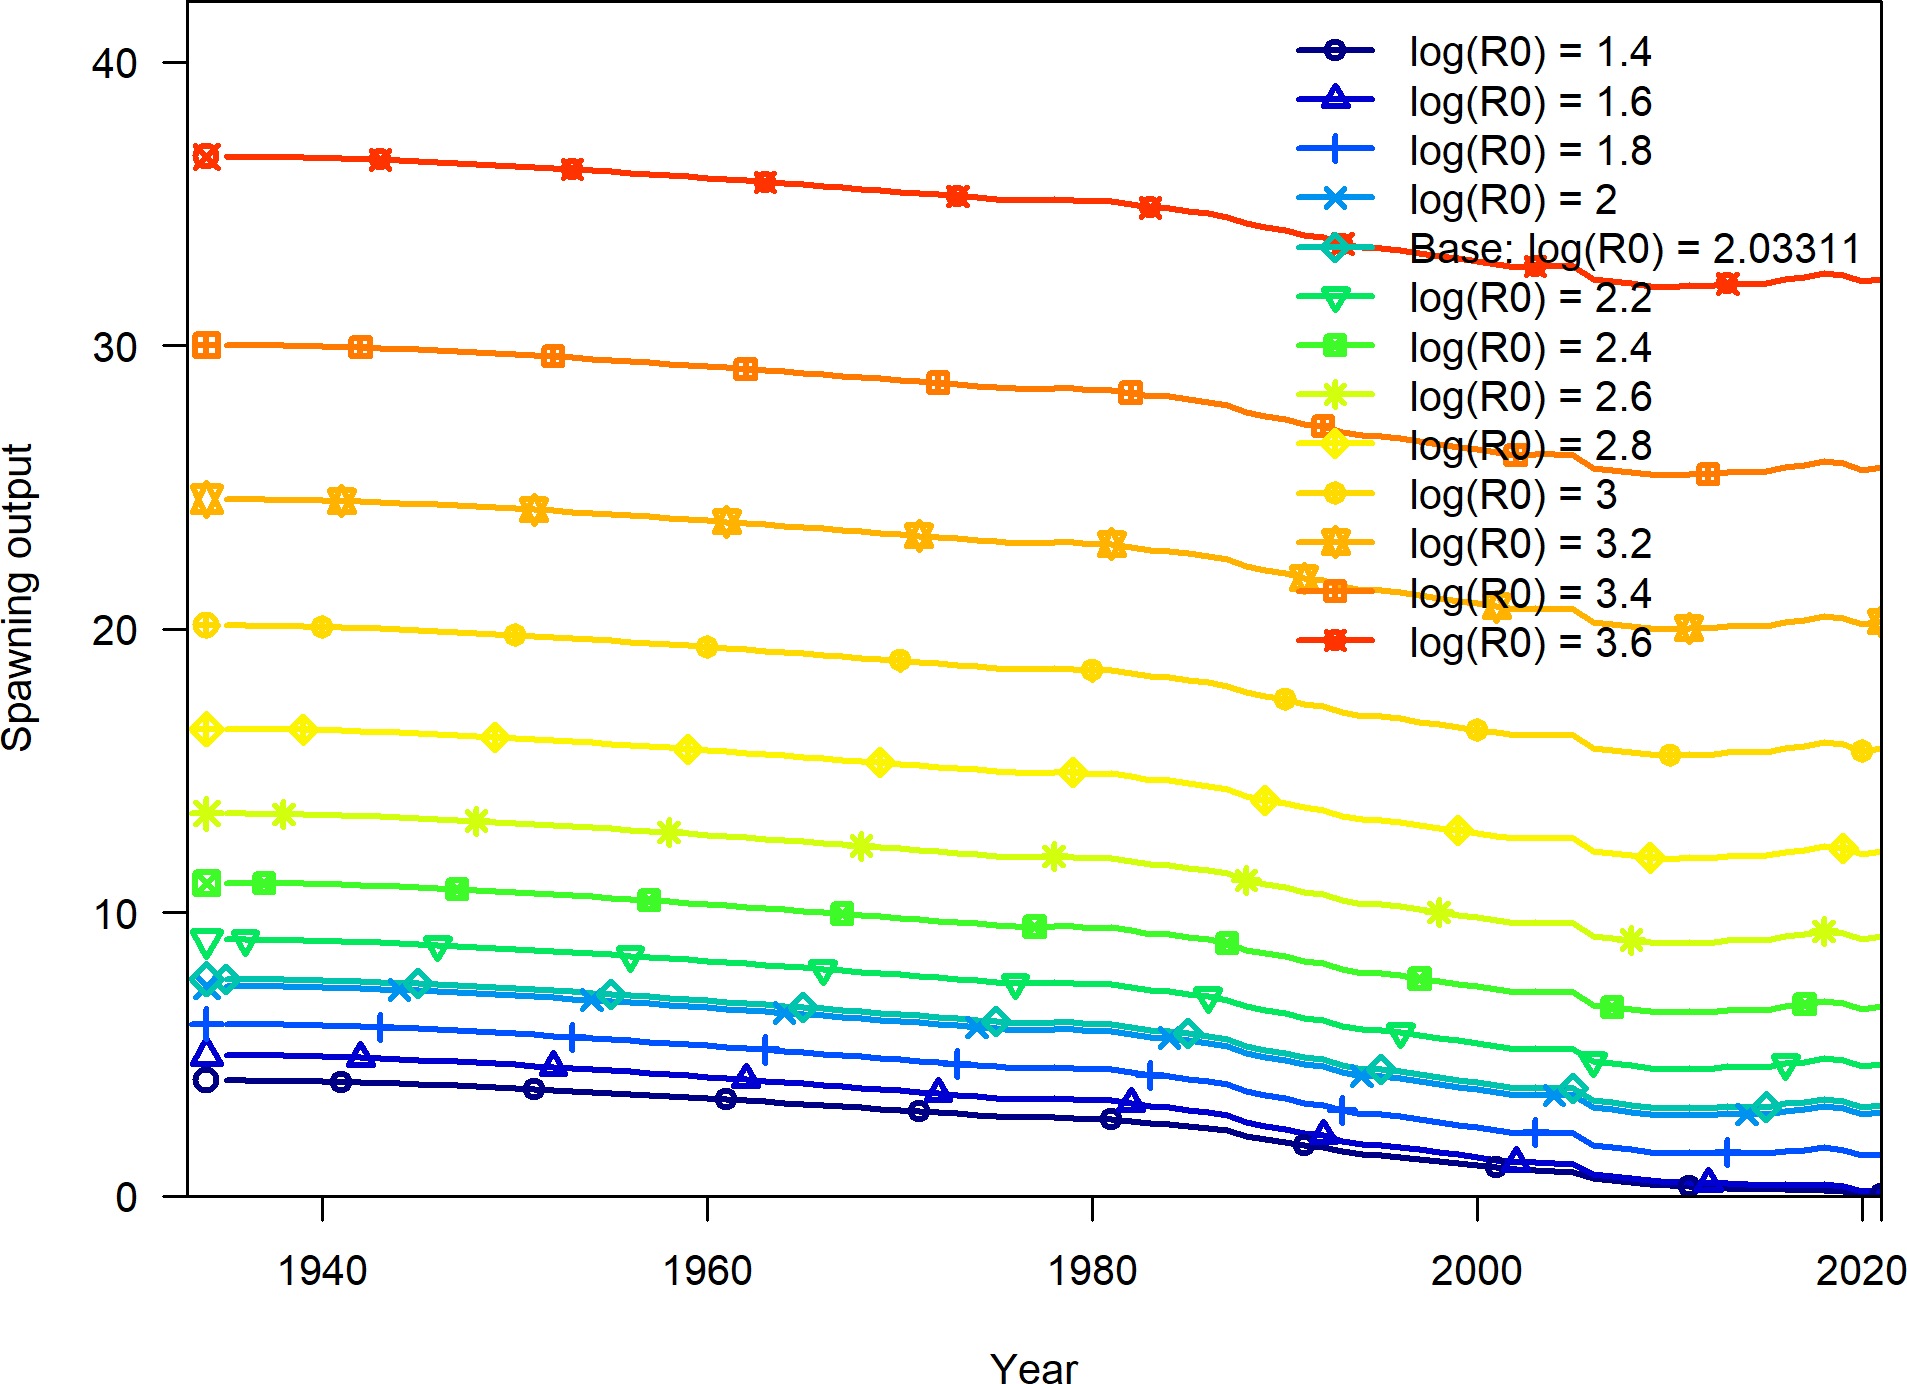 40
30
20
10
0
Spawning output
log(R0) = 1.4
log(R0) = 1.6
log(R0) = 1.8
log(R0) = 2
Base: log(R0) = 2.03311
log(R0) = 2.2
log(R0) = 2.4
log(R0) = 2.6
log(R0) = 2.8
log(R0) = 3
log(R0) = 3.2
log(R0) = 3.4
log(R0) = 3.6
1940 1960 1980 2000 2020
Year